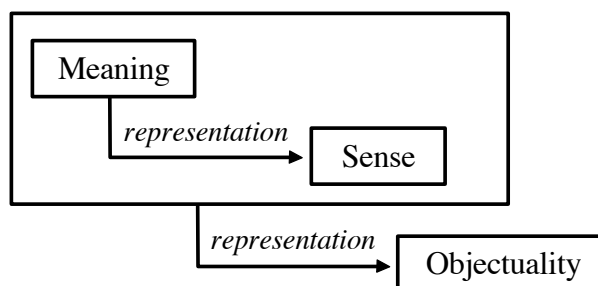 Meaning
representation
Sense
representation
Objectuality